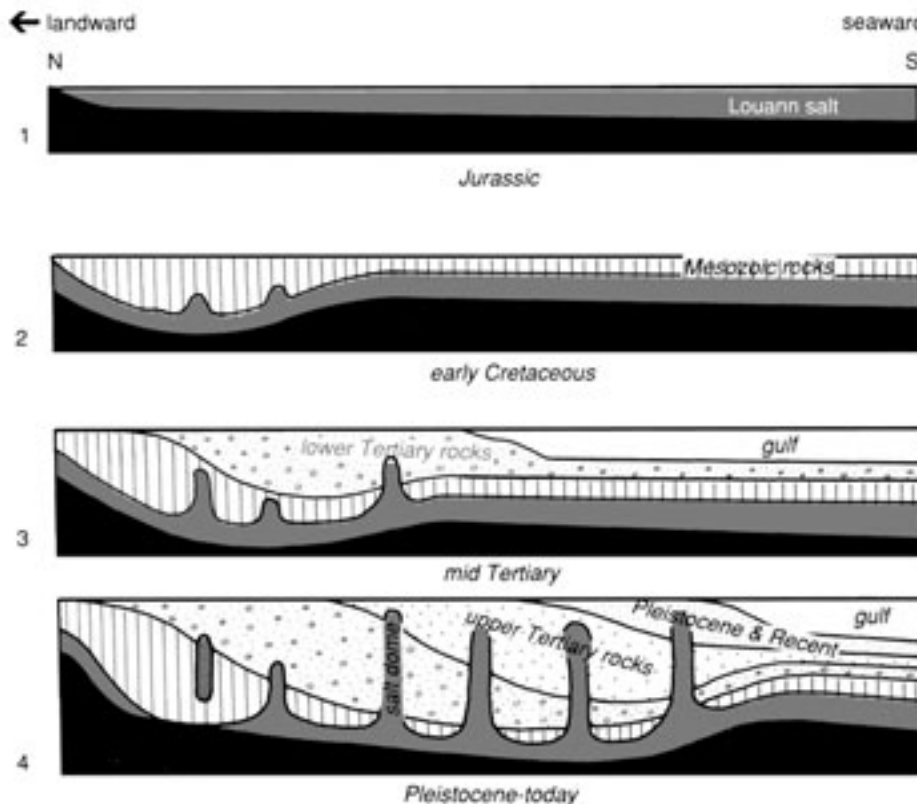 ← landward seaward
N S
Louann salt
1
Jurassic
Mesozoic rocks
2
early Cretaceous
lower Tertiary rocks
gulf
3
mid Tertiary
salt dome
upper Tertiary rocks
Pleistocene & Recent
gulf
4
Pleistocene-today